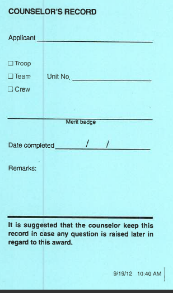 COUNSELOR'S RECORD
Applicant
☐ Troop
☐ Team Unit No.
☐ Crew
Merit badge
Date completed / /
Remarks:
It is suggested that the counselor keep this
record in case any question is raised later in
regard to this award.
9/19/12 10:40 AM